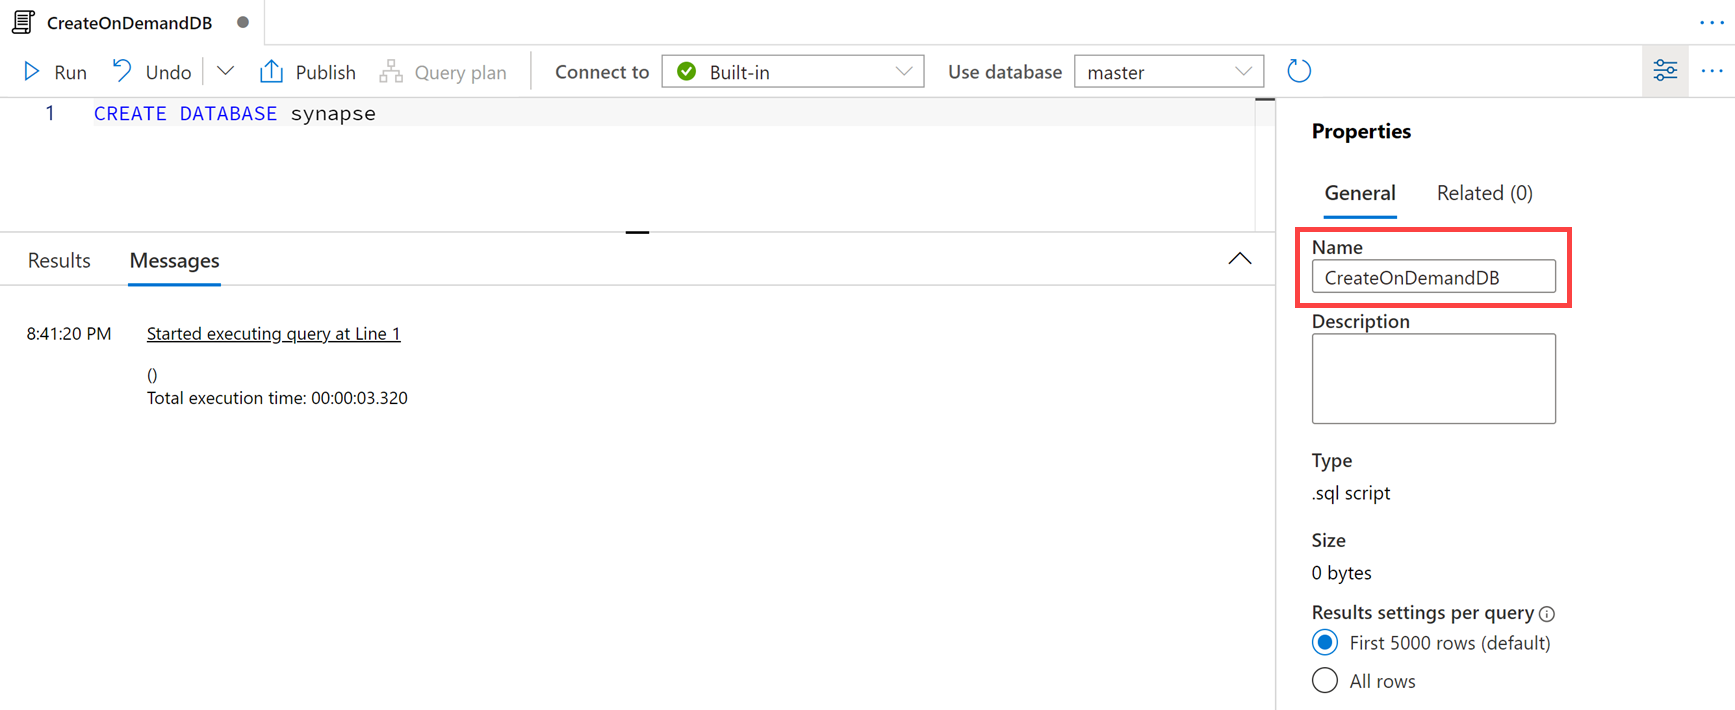 CreateOnDemandDB
Run Undo Publish Query plan Connect to Built-in Use database master
1 CREATE DATABASE synapse
Results Messages
8:41:20 PM Started executing query at Line 1
()
Total execution time: 00:00:03.320
Properties
General Related (0)
Name
CreateOnDemandDB
Description
Type
.sql script
Size
0 bytes
Results settings per query
First 5000 rows (default)
All rows